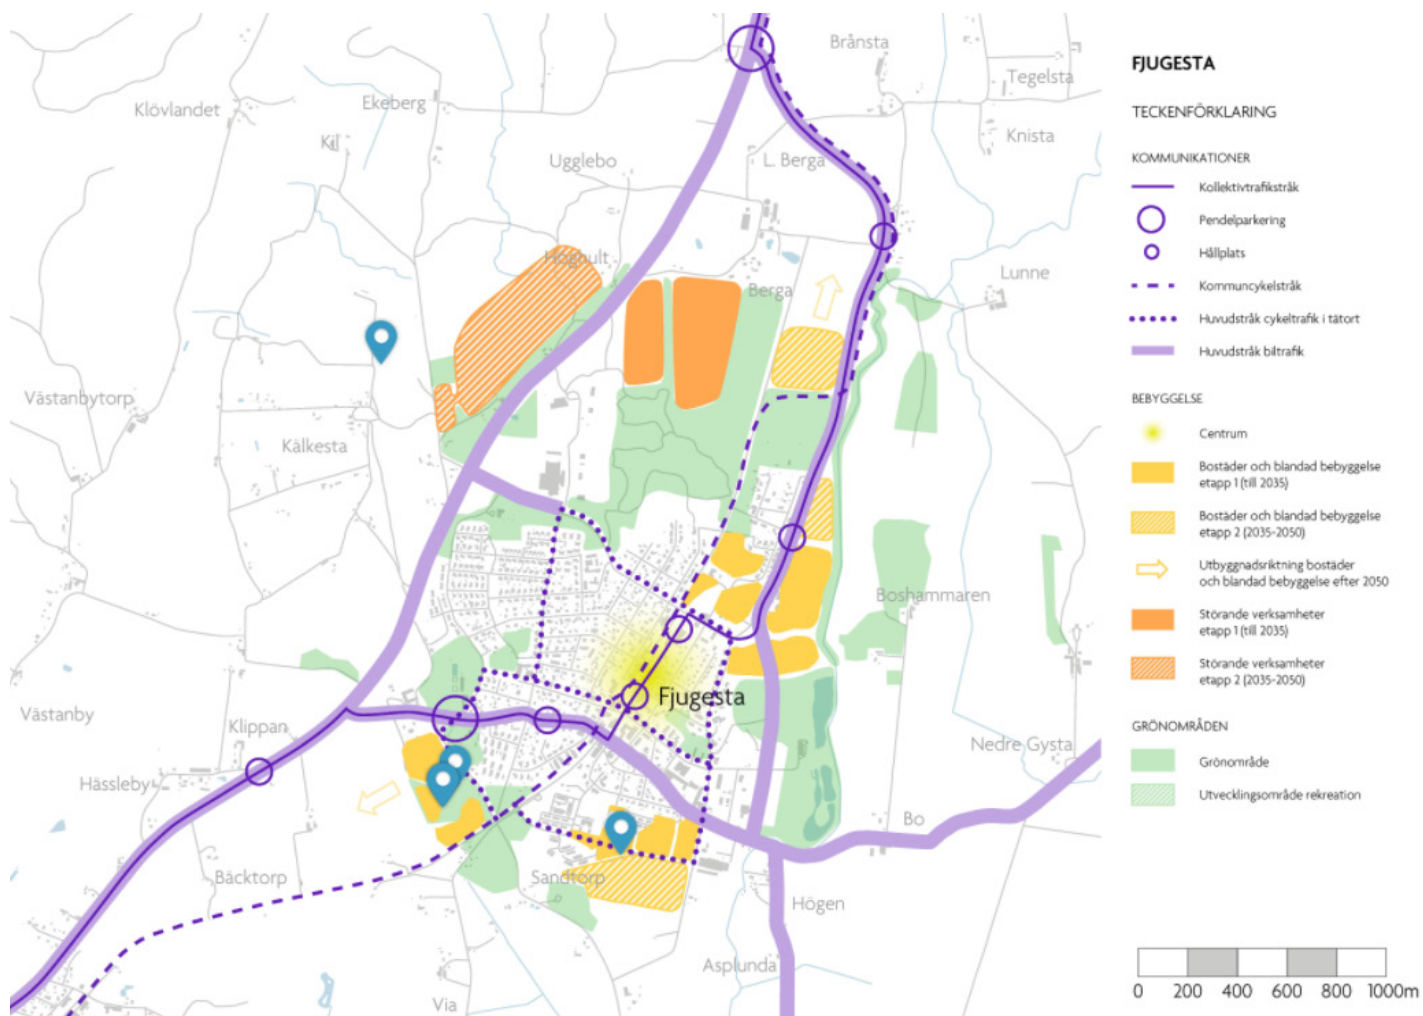 Brånsta
Tegelsta
Klövlandet
Ekeberg
Knista
Kil
Ugglebo
L. Berga
Höghult
Berga
Lunne
Västanbytorp
Kälkesta
Boshammaren
Fjugesta
Västanby
Klippan
Nedre Gysta
Hässleby
Bo
Bäcktorp
Sandtorp
Högen
Asplunda
Via
FJUGESTA
TECKENFÖRKLARING
KOMMUNIKATIONER
Kollektivtrafikstråk
Pendelparkering
Hållplats
Kommuncykelstråk
Huvudstråk cykeltrafik i tätort
Huvudstråk biltrafik
BEBYGGELSE
Centrum
Bostäder och blandad bebyggelse
etapp 1 (till 2035)
Bostäder och blandad bebyggelse
etapp 2 (2035-2050)
Utbyggnadsriktning bostäder
och blandad bebyggelse efter 2050
Störande verksamheter
etapp 1 (till 2035)
Störande verksamheter
etapp 2 (2035-2050)
GRÖNOMRÅDEN
Grönområde
Utvecklingsområde rekreation
0 200 400 600 800 1000m